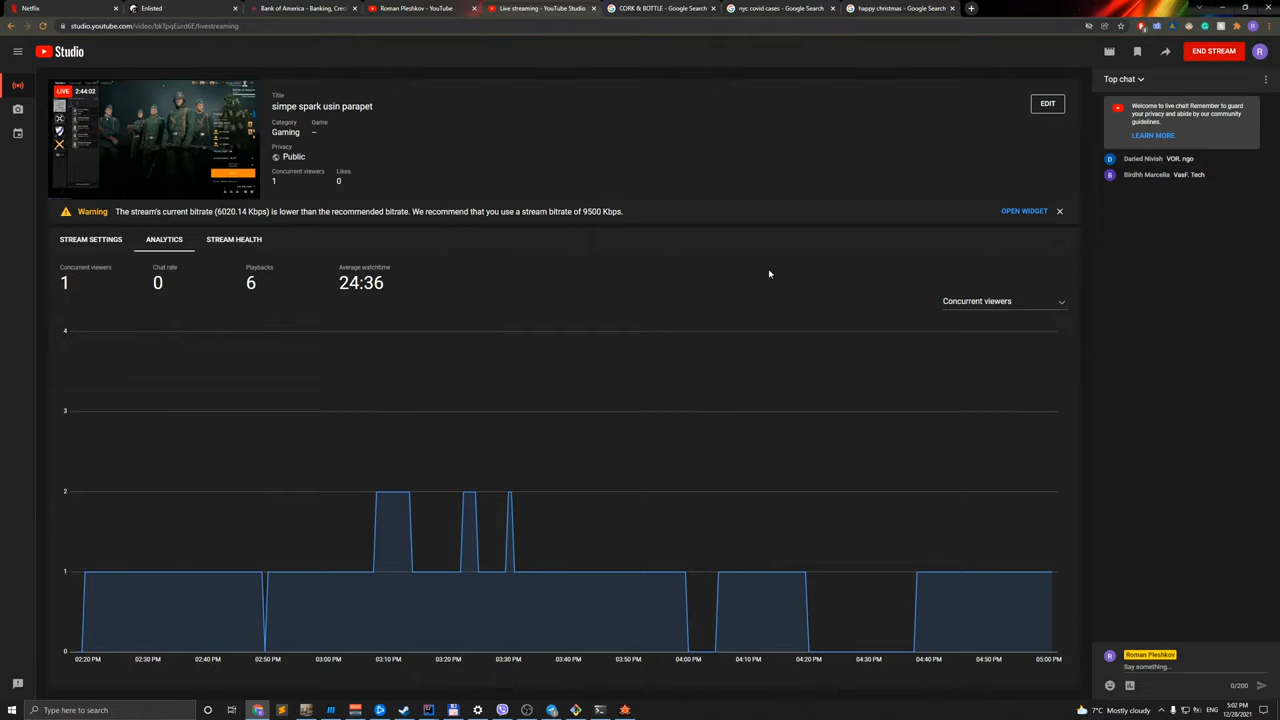 Netflix
Enlisted
Bank of America - Banking, Cred
Roman Pleshkov - YouTube
Live streaming - YouTube Studio
CORK & BOTTLE - Google Search
nyc covid cases - Google Search
happy christmas - Google Search
studio.youtube.com/video/bkTpqEurd6E/livestreaming
Studio
END STREAM
R
LIVE 2:44:02
Title
simpe spark usin parapet
Category
Game
Gaming
–
Privacy
Public
Concurrent viewers
Likes
1
0
EDIT
Warning The stream's current bitrate (6020.14 Kbps) is lower than the recommended bitrate. We recommend that you use a stream bitrate of 9500 Kbps.
OPEN WIDGET
STREAM SETTINGS
ANALYTICS
STREAM HEALTH
Concurrent viewers
Chat rate
Playbacks
Average watchtime
1
0
6
24:36
Concurrent viewers
4
3
2
1
0
02:20 PM
02:30 PM
02:40 PM
02:50 PM
03:00 PM
03:10 PM
03:20 PM
03:30 PM
03:40 PM
03:50 PM
04:00 PM
04:10 PM
04:20 PM
04:30 PM
04:40 PM
04:50 PM
05:00 PM
Top chat
Welcome to live chat! Remember to guard
your privacy and abide by our community
guidelines.
LEARN MORE
D Daried Nivish VOR. ngo
B Birdhh Marcelia VasF. Tech
R Roman Pleshkov
Say something...
0/200
Type here to search
7°C Mostly cloudy
ENG
5:02 PM
12/28/2021